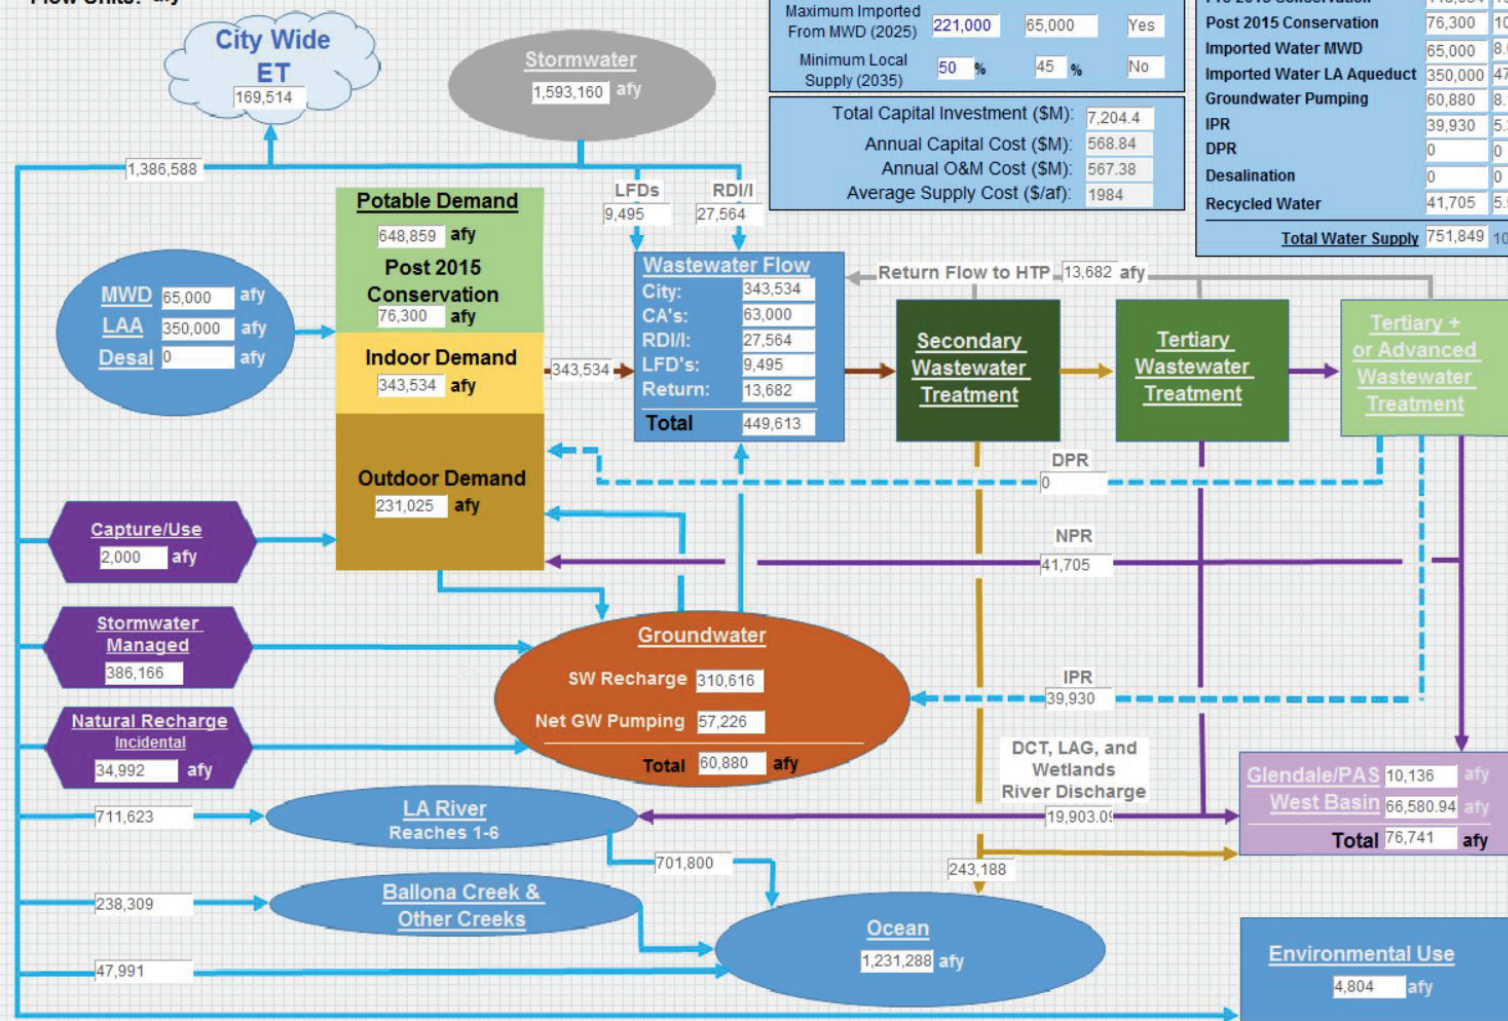 Flow Units: afy
City Wide
ET
169,514
Stormwater
1,593,160 afy
Maximum Imported
From MWD (2025) 221,000 65,000 Yes
Minimum Local
Supply (2035) 50 % 45 % No
Total Capital Investment ($M): 7,204.4
Annual Capital Cost ($M): 568.84
Annual O&M Cost ($M): 567.38
Average Supply Cost ($/af): 1984
Post 2015 Conservation 76,300
Imported Water MWD 65,000
Imported Water LA Aqueduct 350,000
Groundwater Pumping 60,880
IPR 39,930
DPR 0 0
Desalination 0 0
Recycled Water 41,705
Total Water Supply 751,849
1,386,588
LFDs
9,495
RDI/I
27,564
Potable Demand
648,859 afy
Post 2015
Conservation
76,300 afy
Indoor Demand
343,534 afy
Outdoor Demand
231,025 afy
MWD 65,000 afy
LAA 350,000 afy
Desal 0 afy
343,534
Wastewater Flow
City: 343,534
CA's: 63,000
RDI/I: 27,564
LFD's: 9,495
Return: 13,682
Total 449,613
Return Flow to HTP 13,682 afy
Secondary
Wastewater
Treatment
Tertiary
Wastewater
Treatment
Tertiary +
or Advanced
Wastewater
Treatment
DPR
0
NPR
41,705
IPR
39,930
Capture/Use
2,000 afy
Stormwater
Managed
386,166
Natural Recharge
Incidental
34,992 afy
Groundwater
SW Recharge 310,616
Net GW Pumping 57,226
Total 60,880 afy
DCT, LAG, and
Wetlands
River Discharge
19,903.09
Glendale/PAS 10,136 afy
West Basin 66,580.94 afy
Total 76,741 afy
711,623
LA River
Reaches 1-6
701,800
243,188
238,309
Ballona Creek &
Other Creeks
47,991
Ocean
1,231,288 afy
Environmental Use
4,804 afy